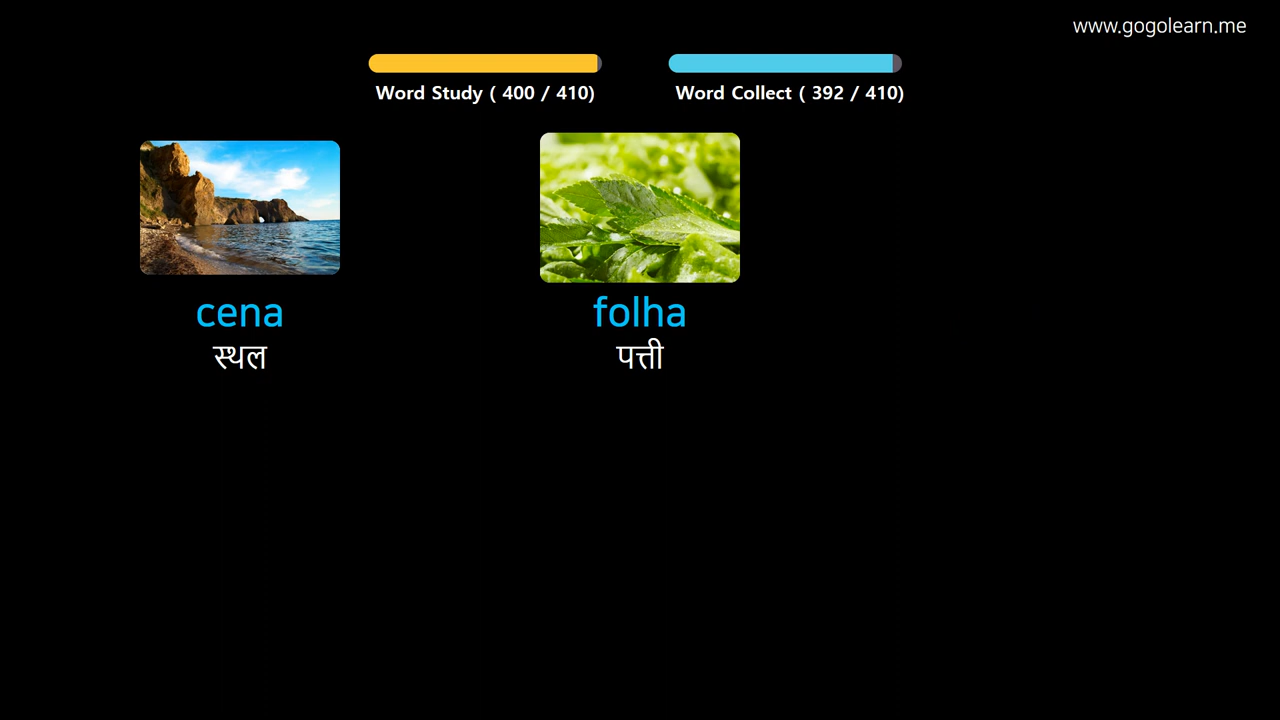 www.gogolearn.me
Word Study ( 400 / 410)
Word Collect ( 392 / 410)
cena
स्थल
folha
पत्ती